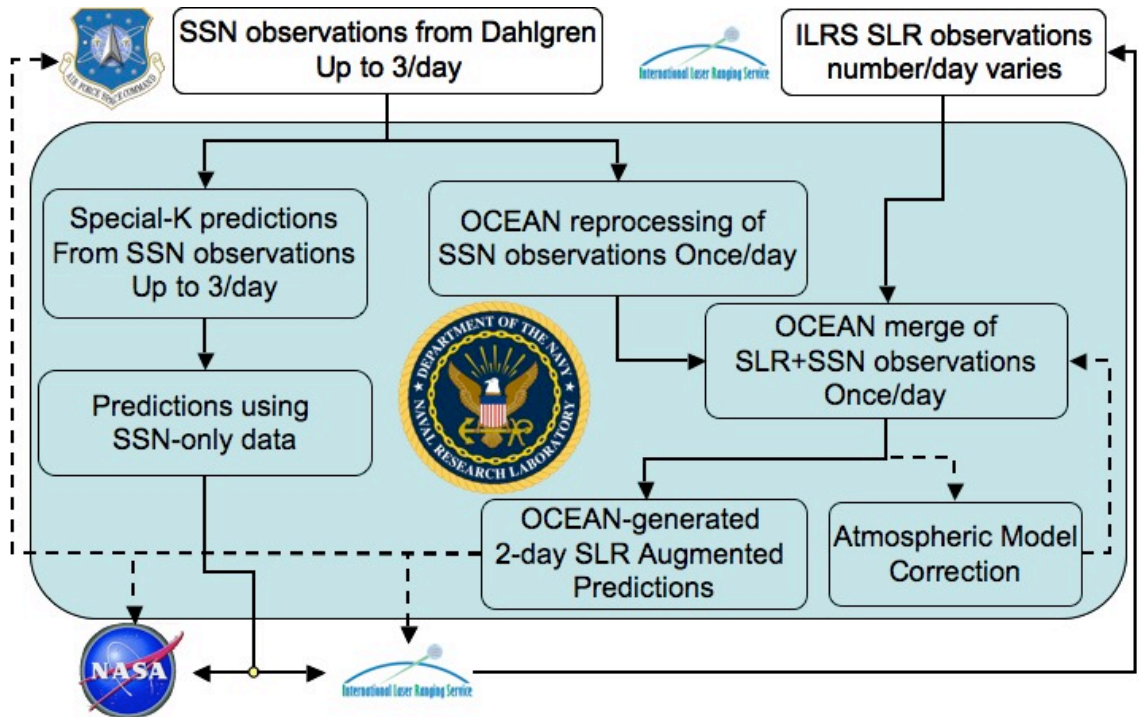 SSN observations from Dahlgren
Up to 3/day
AIR FORCE SPACE COMMAND
International Laser Ranging Service
ILRS SLR observations
number/day varies
Special-K predictions
From SSN observations
Up to 3/day
OCEAN reprocessing of
SSN observations Once/day
OCEAN merge of
SLR+SSN observations
Once/day
DEPARTMENT OF THE NAVY
NAVAL RESEARCH LABORATORY
Predictions using
SSN-only data
OCEAN-generated
2-day SLR Augmented
Predictions
Atmospheric Model
Correction
NASA
International Laser Ranging Service